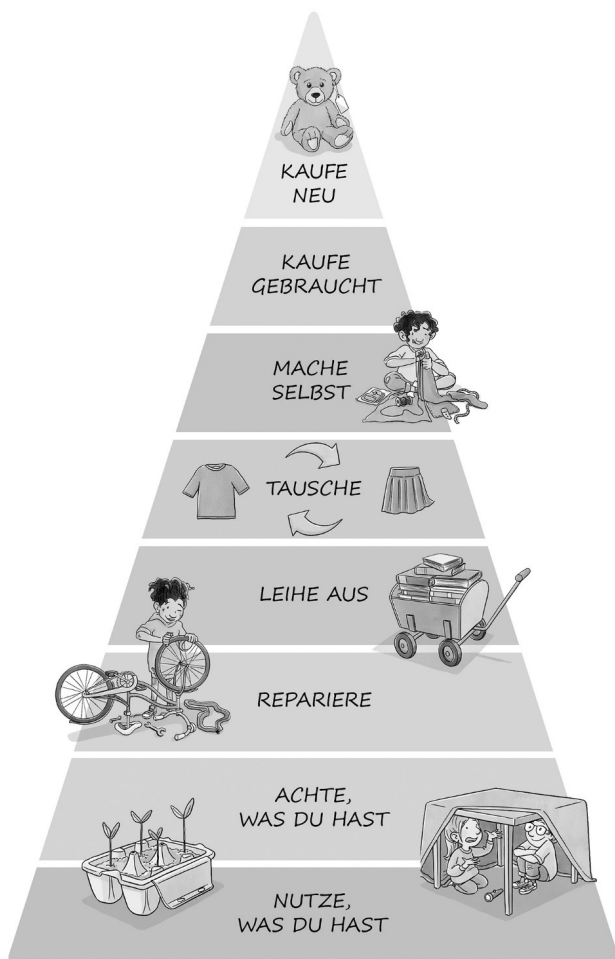 KAUFE
NEU
KAUFE
GEBRAUCHT
MACHE
SELBST
TAUSCHE
LEIHE AUS
REPARIERE
ACHTE,
WAS DU HAST
NUTZE,
WAS DU HAST